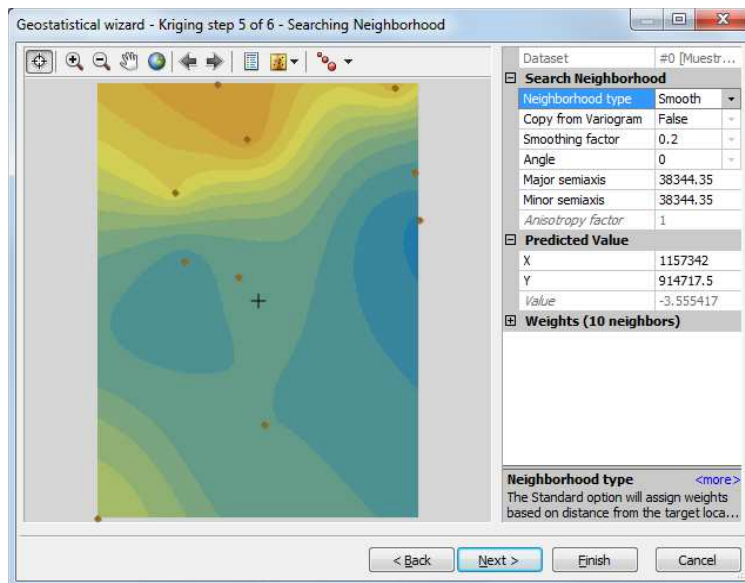 Geostatistical wizard - Kriging step 5 of 6 - Searching Neighborhood
Dataset #0 [Muestr...
Search Neighborhood
Neighborhood type Smooth
Copy from Variogram False
Smoothing factor 0.2
Angle 0
Major semiaxis 38344.35
Minor semiaxis 38344.35
Anisotropy factor 1
Predicted Value
X 1157342
Y 914717.5
Value -3.555417
Weights (10 neighbors)
Neighborhood type <more>
The Standard option will assign weights
based on distance from the target loca...
< Back Next > Finish Cancel